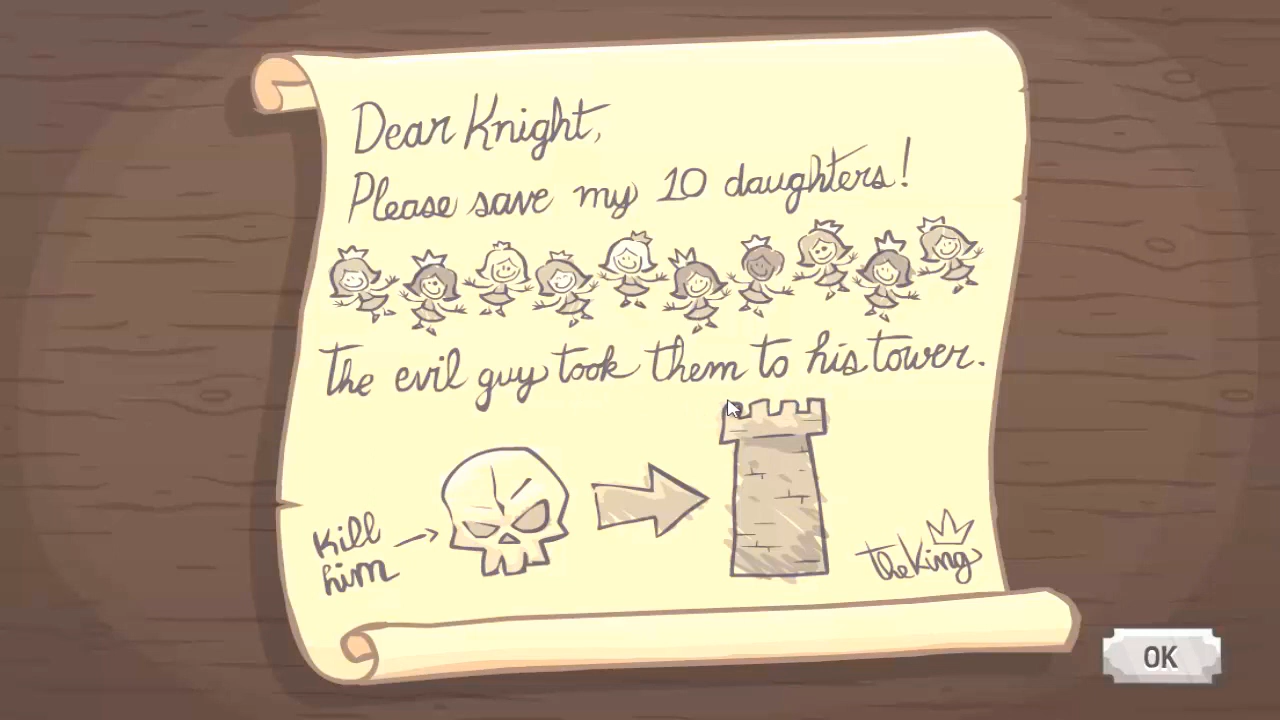 Dear Knight,
Please save my 10 daughters!
The evil guy took them to his tower.
Kill
him
the King
OK